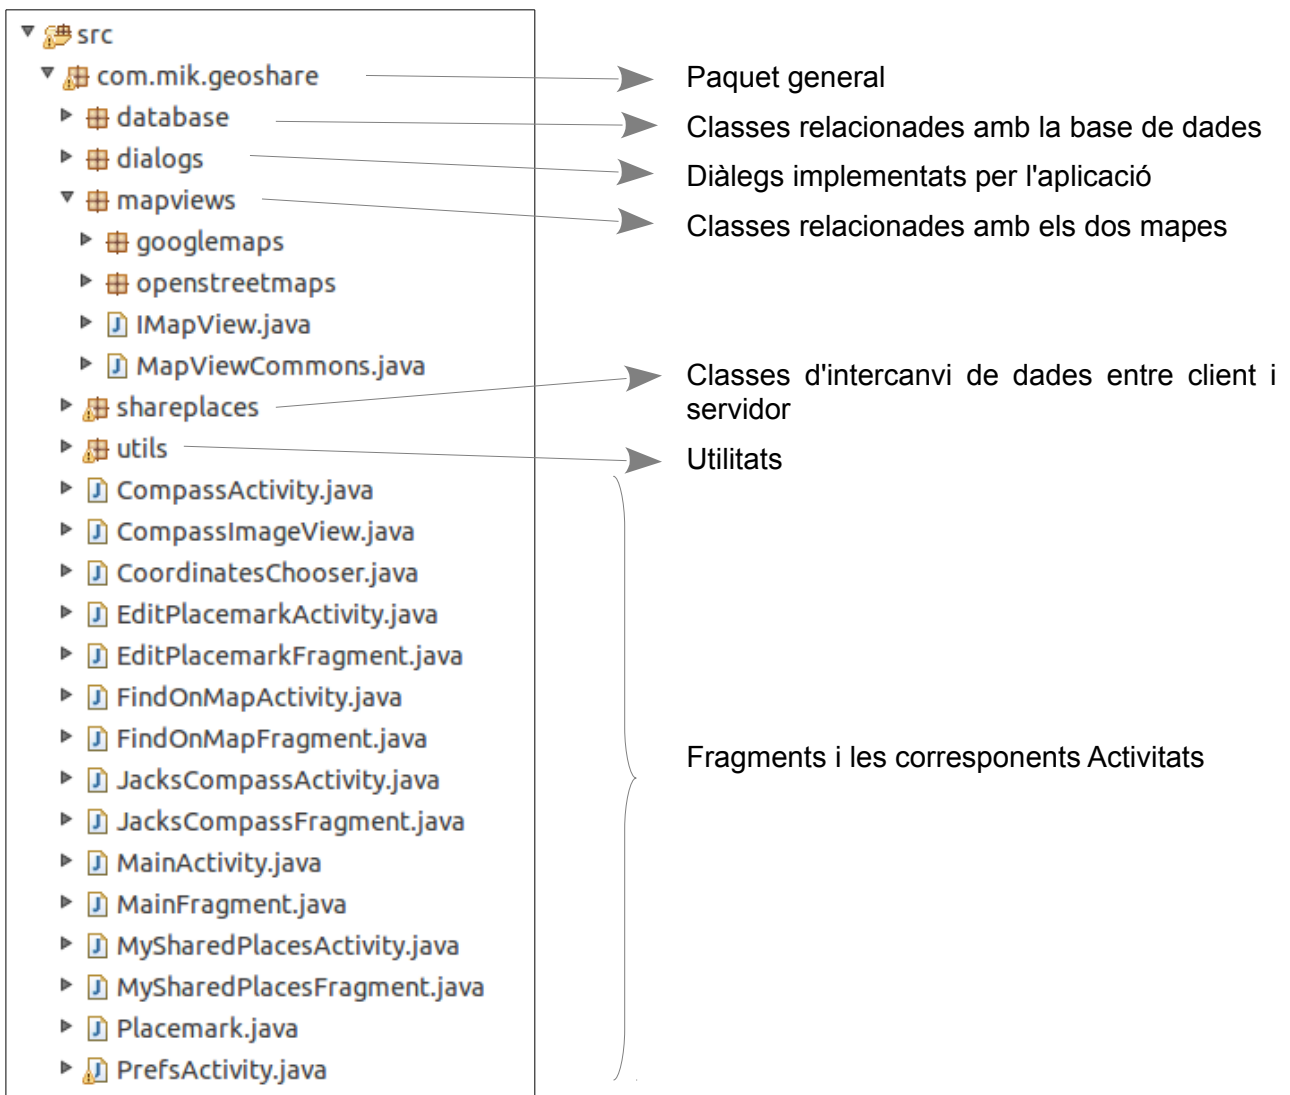 src
com.mik.geoshare
Paquet general
database
Classes relacionades amb la base de dades
dialogs
Diàlegs implementats per l'aplicació
mapviews
Classes relacionades amb els dos mapes
googlemaps
openstreetmaps
IMapView.java
MapViewCommons.java
shareplaces
Classes d'intercanvi de dades entre client i
servidor
utils
Utilitats
CompassActivity.java
CompassImageView.java
CoordinatesChooser.java
EditPlacemarkActivity.java
EditPlacemarkFragment.java
FindOnMapActivity.java
FindOnMapFragment.java
JacksCompassActivity.java
JacksCompassFragment.java
MainActivity.java
MainFragment.java
MySharedPlacesActivity.java
MySharedPlacesFragment.java
Placemark.java
PrefsActivity.java
Fragments i les corresponents Activitats